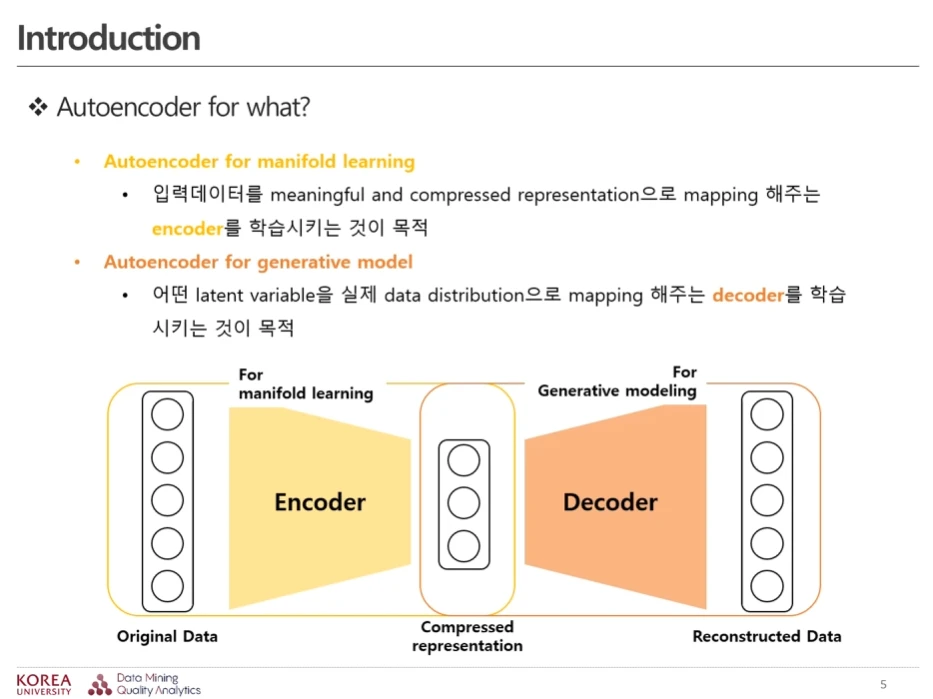 Introduction
❖ Autoencoder for what?
• Autoencoder for manifold learning
• 입력데이터를 meaningful and compressed representation으로 mapping 해주는
encoder를 학습시키는 것이 목적
• Autoencoder for generative model
• 어떤 latent variable을 실제 data distribution으로 mapping 해주는 decoder를 학습
시키는 것이 목적
For
manifold learning
For
Generative modeling
Encoder
Decoder
Original Data
Compressed
representation
Reconstructed Data
KOREA
UNIVERSITY
Data Mining
Quality Analytics
5